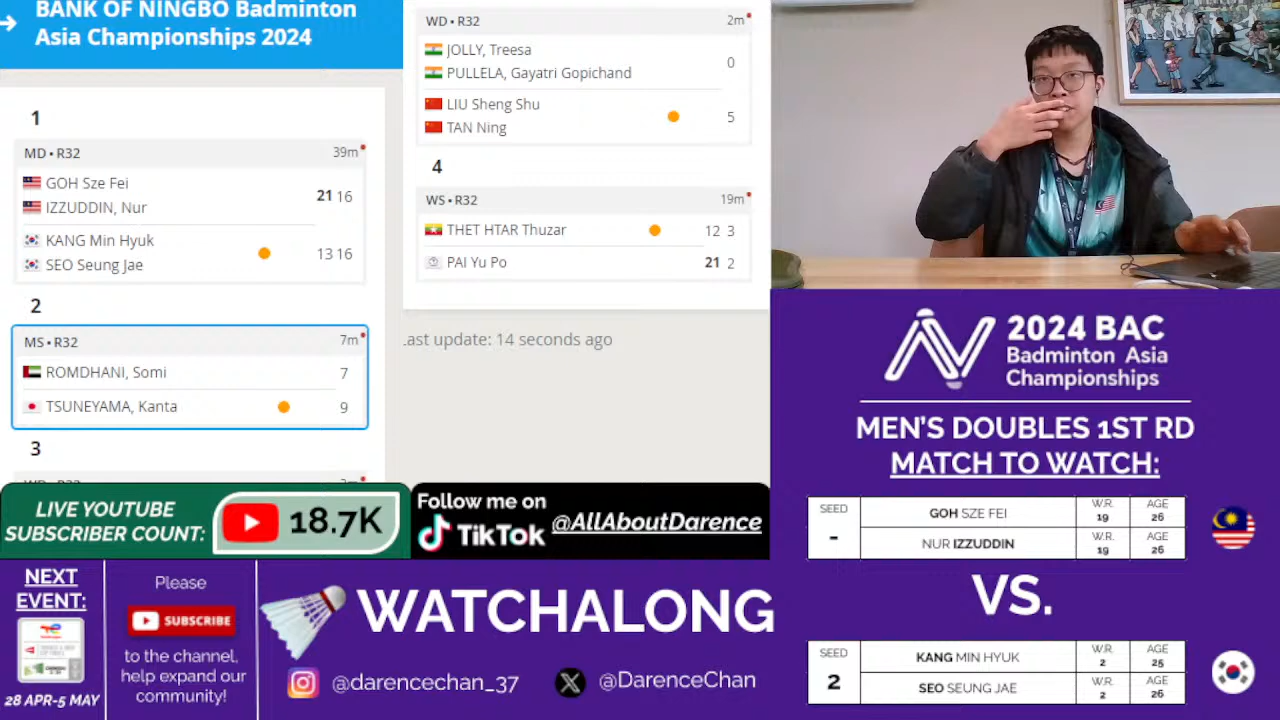 BANK OF NINGBO Badminton
Asia Championships 2024
1
MD • R32 39m
GOH Sze Fei
IZZUDDIN, Nur
21 16
KANG Min Hyuk
SEO Seung Jae
13 16
2
MS • R32 7m
ROMDHANI, Somi 7
TSUNEYAMA, Kanta 9
3
WD • R32
2m
JOLLY, Treesa
PULLELA, Gayatri Gopichand
0
LIU Sheng Shu
TAN Ning
5
4
WS • R32 19m
THET HTAR Thuzar 12 3
PAI Yu Po 21 2
ast update: 14 seconds ago
LIVE YOUTUBE
SUBSCRIBER COUNT:
18.7K
Follow me on
TikTok
@AllAboutDarence
NEXT
EVENT:
28 APR-5 MAY
Please
SUBSCRIBE
to the channel,
help expand our
community!
WATCHALONG
@darencechan_37
@DarenceChan
2024 BAC
Badminton Asia
Championships
MEN'S DOUBLES 1ST RD
MATCH TO WATCH:
SEED
-
GOH SZE FEI
W.R.
19
AGE
26
NUR IZZUDDIN
W.R.
19
AGE
26
VS.
SEED
2
KANG MIN HYUK
W.R.
2
AGE
25
SEO SEUNG JAE
W.R.
2
AGE
26